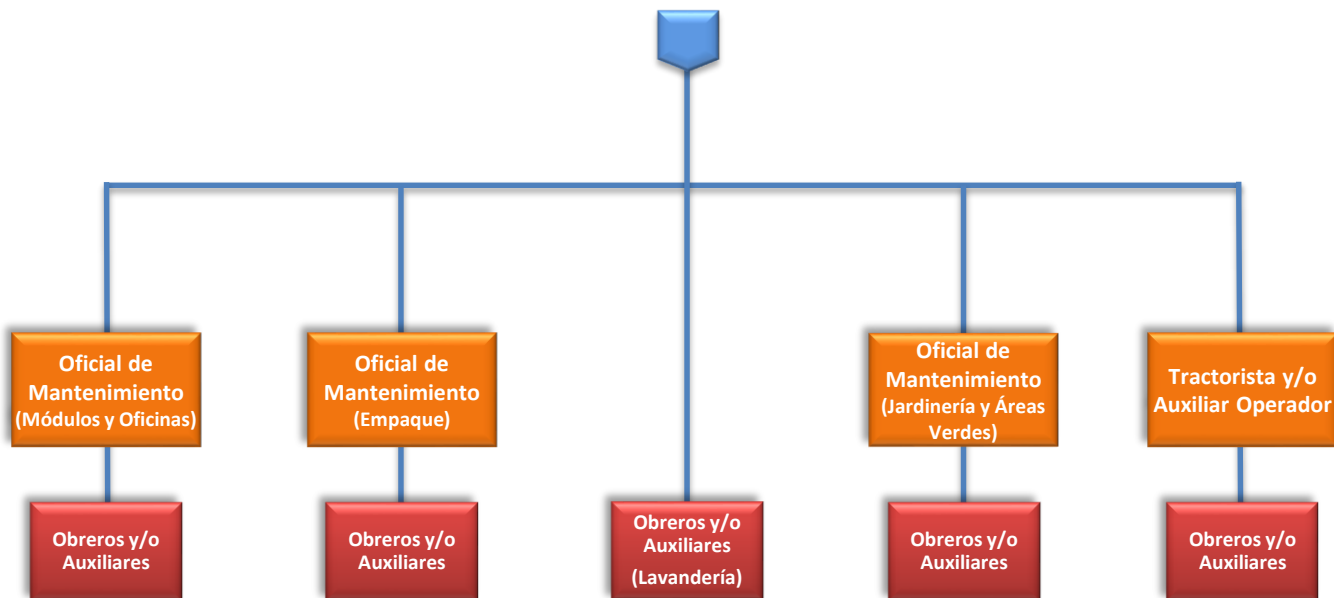 Oficial de
Mantenimiento
(Módulos y Oficinas)
Oficial de
Mantenimiento
(Empaque)
Oficial de
Mantenimiento
(Jardinería y Áreas
Verdes)
Tractorista y/o
Auxiliar Operador
Obreros y/o
Auxiliares
Obreros y/o
Auxiliares
Obreros y/o
Auxiliares
(Lavandería)
Obreros y/o
Auxiliares
Obreros y/o
Auxiliares